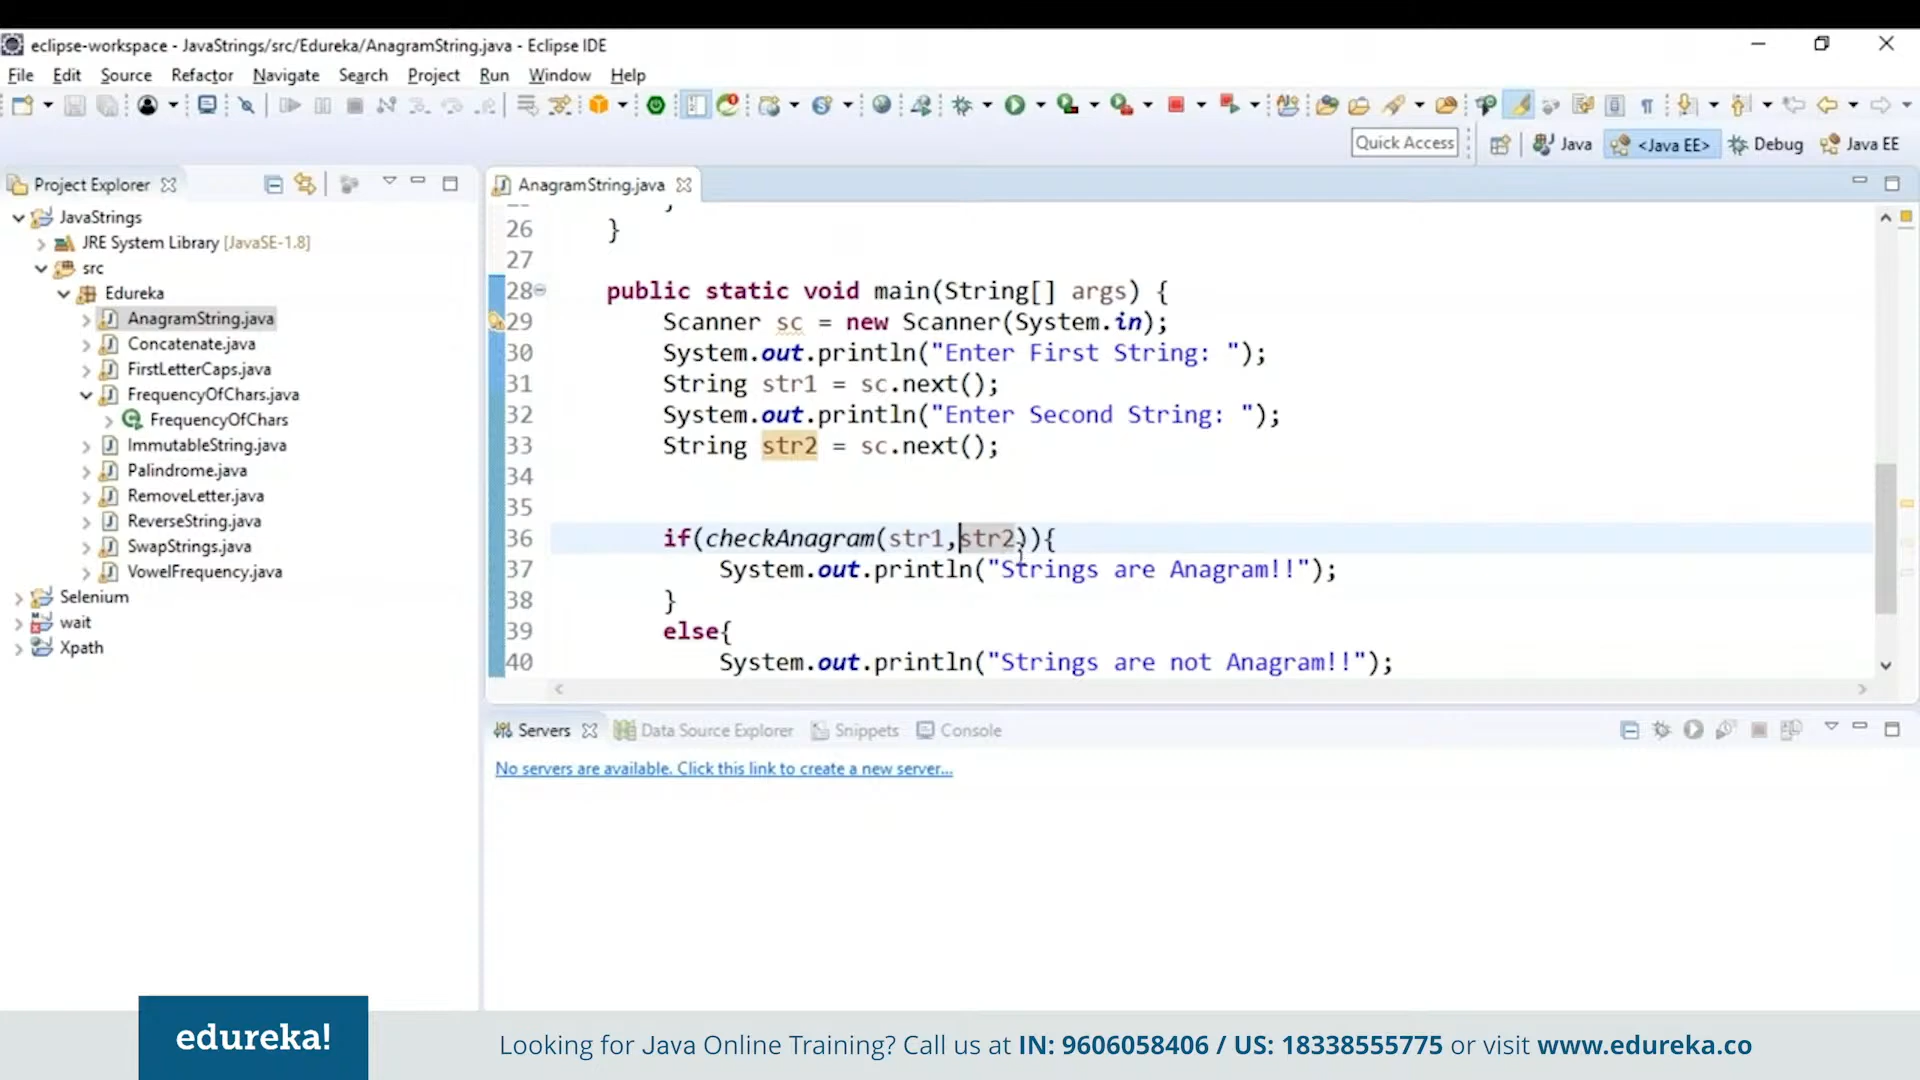 eclipse-workspace - JavaStrings/src/Edureka/AnagramString.java - Eclipse IDE
File Edit Source Refactor Navigate Search Project Run Window Help
Quick Access Java <Java EE> Debug Java EE
Project Explorer
JavaStrings
JRE System Library [JavaSE-1.8]
src
Edureka
AnagramString.java
Concatenate.java
FirstLetterCaps.java
FrequencyOfChars.java
FrequencyOfChars
ImmutableString.java
Palindrome.java
RemoveLetter.java
ReverseString.java
SwapStrings.java
VowelFrequency.java
Selenium
wait
Xpath
AnagramString.java
26 }
27
28 public static void main(String[] args) {
29 Scanner sc = new Scanner(System.in);
30 System.out.println("Enter First String: ");
31 String str1 = sc.next();
32 System.out.println("Enter Second String: ");
33 String str2 = sc.next();
34
35
36 if(checkAnagram(str1,str2)){
37 System.out.println("Strings are Anagram!!");
38 }
39 else{
40 System.out.println("Strings are not Anagram!!");
Servers Data Source Explorer Snippets Console
No servers are available. Click this link to create a new server...
edureka!
Looking for Java Online Training? Call us at IN: 9606058406 / US: 18338555775 or visit www.edureka.co